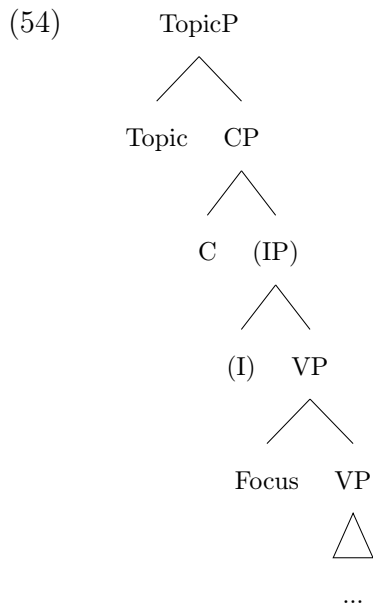 (54) TopicP
Topic CP
C (IP)
(I) VP
Focus VP
...